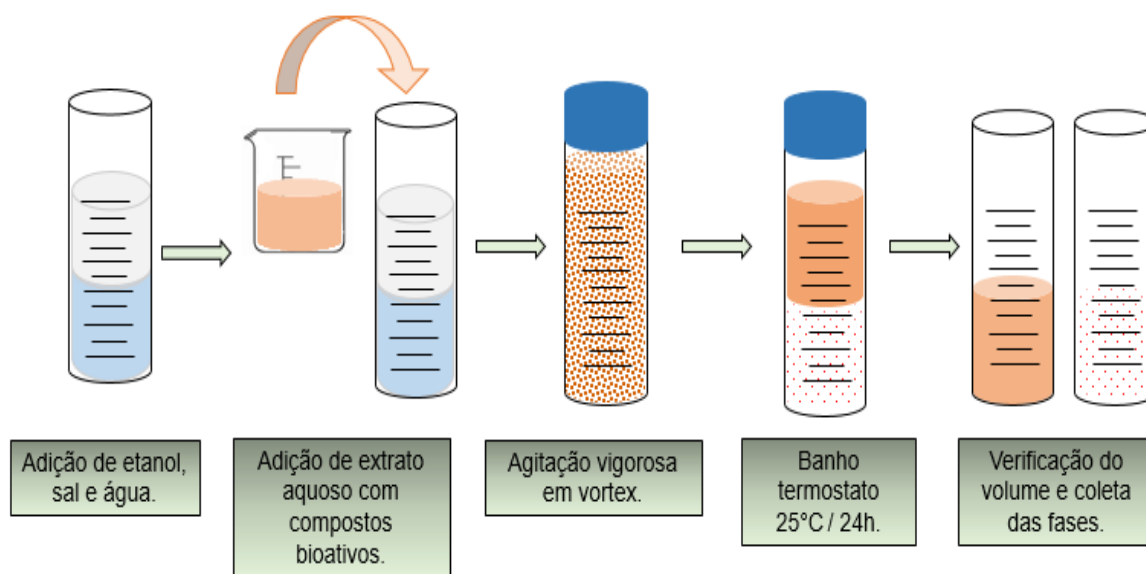 Adição de etanol,
sal e água.
Adição de extrato
aquoso com
compostos
bioativos.
Agitação vigorosa
em vortex.
Banho
termostato
25°C / 24h.
Verificação do
volume e coleta
das fases.